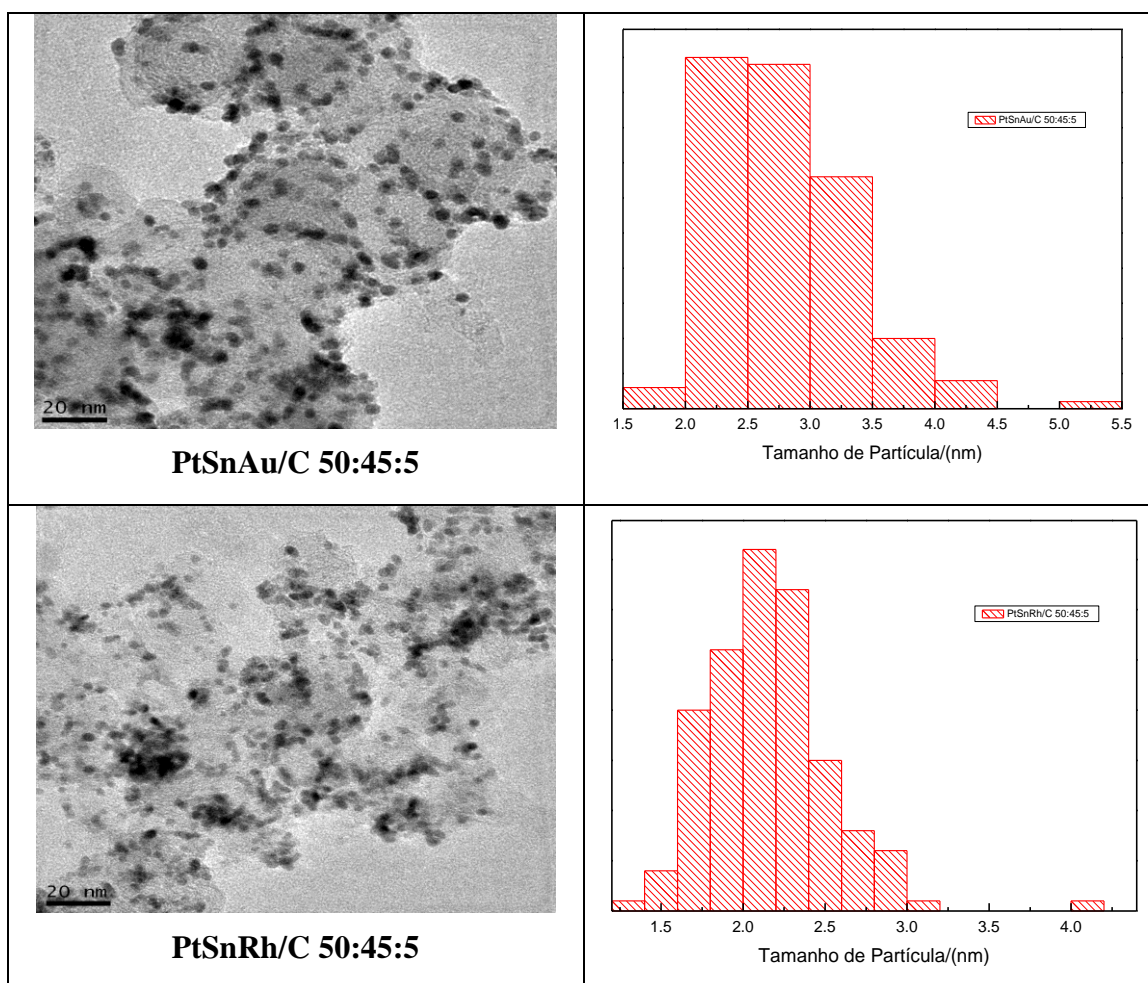 20 nm
PtSnAu/C 50:45:5
PtSnAu/C 50:45:5
1.5 2.0 2.5 3.0 3.5 4.0 4.5 5.0 5.5
Tamanho de Partícula/(nm)
20 nm
PtSnRh/C 50:45:5
PtSnRh/C 50:45:5
1.5 2.0 2.5 3.0 3.5 4.0
Tamanho de Partícula/(nm)